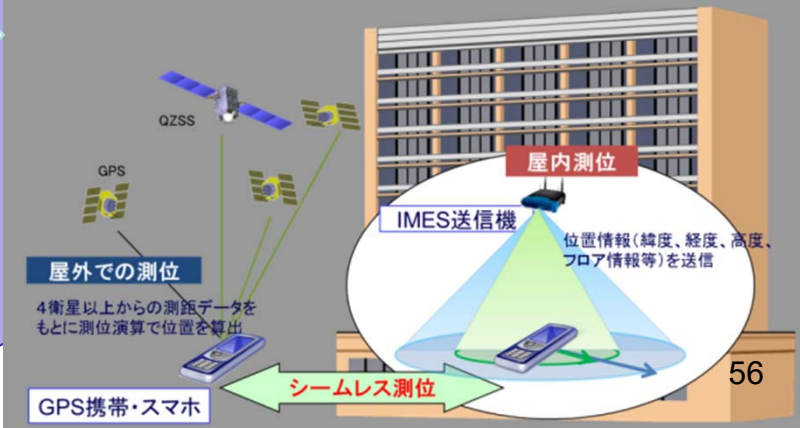 QZSS
GPS
屋外での測位
4衛星以上からの測距データを
もとに測位演算で位置を算出
GPS携帯・スマホ
シームレス測位
屋内測位
IMES送信機
位置情報(緯度、経度、高度、
フロア情報等)を送信
56